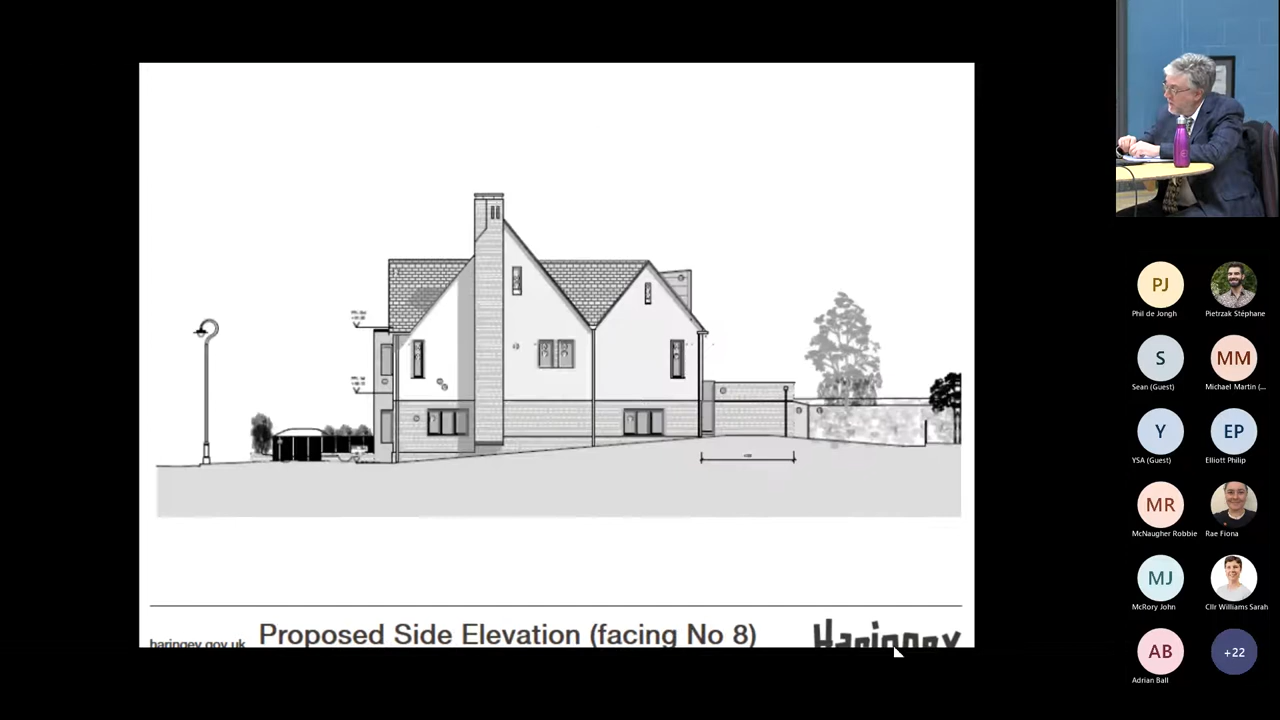 haringey.gov.uk
Proposed Side Elevation (facing No 8)
Haringey
PJ
Phil de Jongh
Pietrzak Stéphane
S
MM
Sean (Guest)
Michael Martin (...
Y
EP
YSA (Guest)
Elliott Philip
MR
McNaugher Robbie
Rae Fiona
MJ
McRory John
Cllr Williams Sarah
AB
+22
Adrian Ball